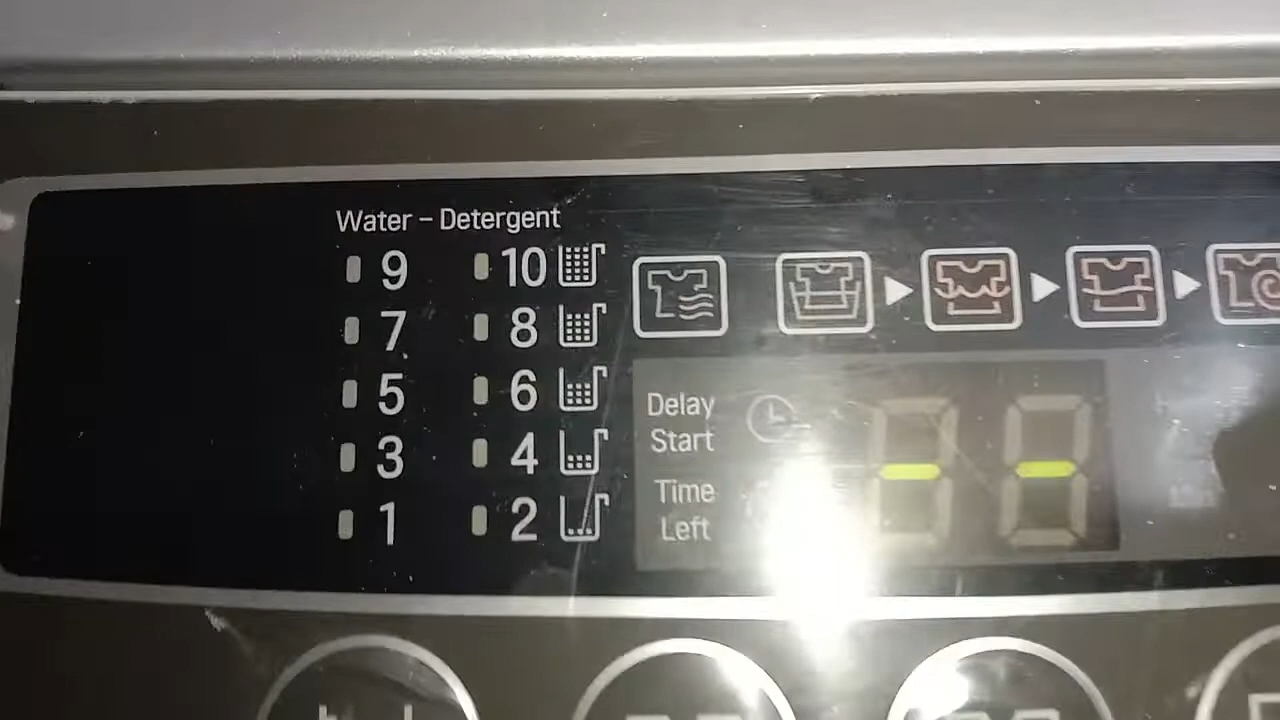 Water - Detergent
9 10
7 8
5 6
3 4
1 2
Delay
Start
Time
Left
--